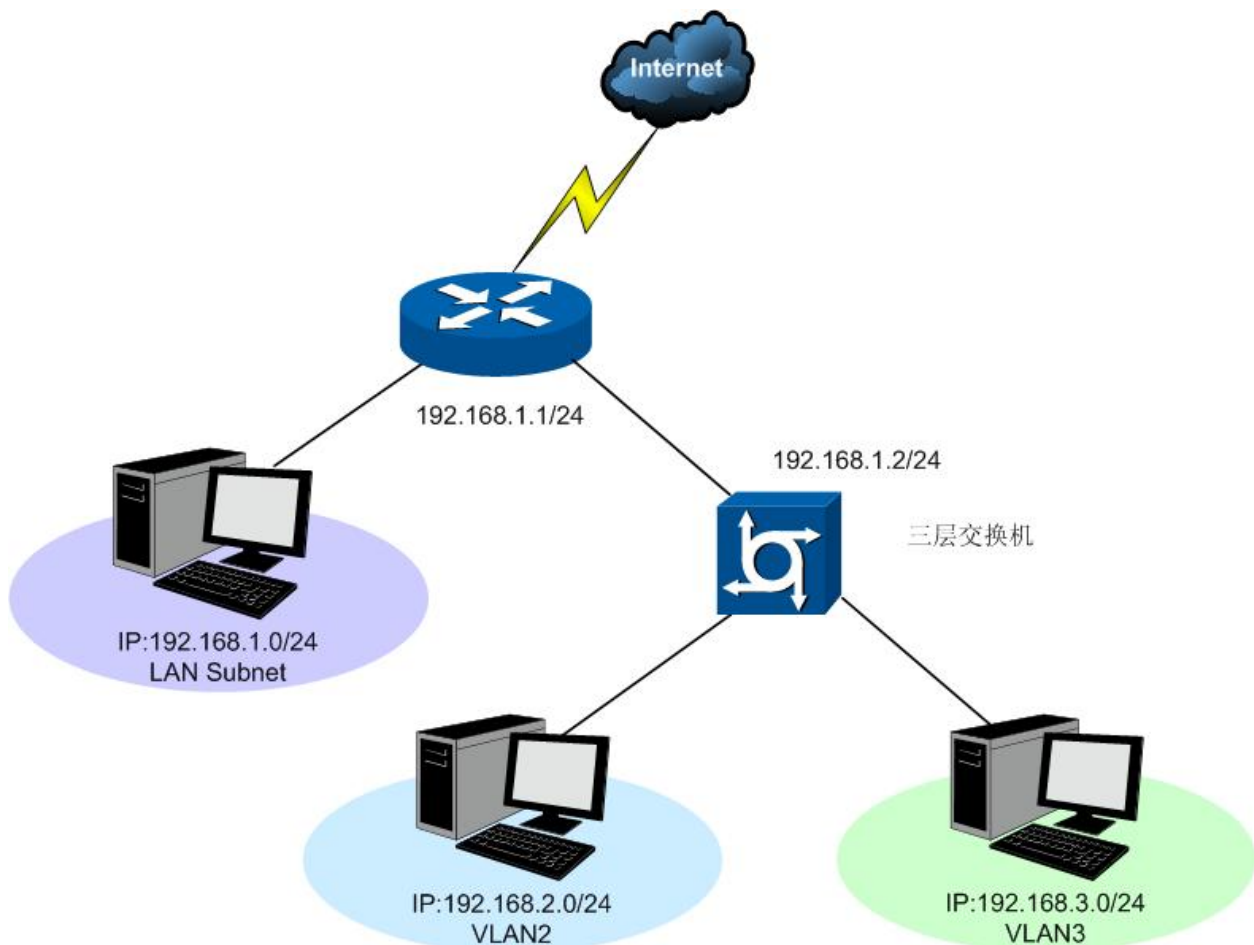 Internet
192.168.1.1/24
192.168.1.2/24
三层交换机
IP:192.168.1.0/24
LAN Subnet
IP:192.168.2.0/24
VLAN2
IP:192.168.3.0/24
VLAN3